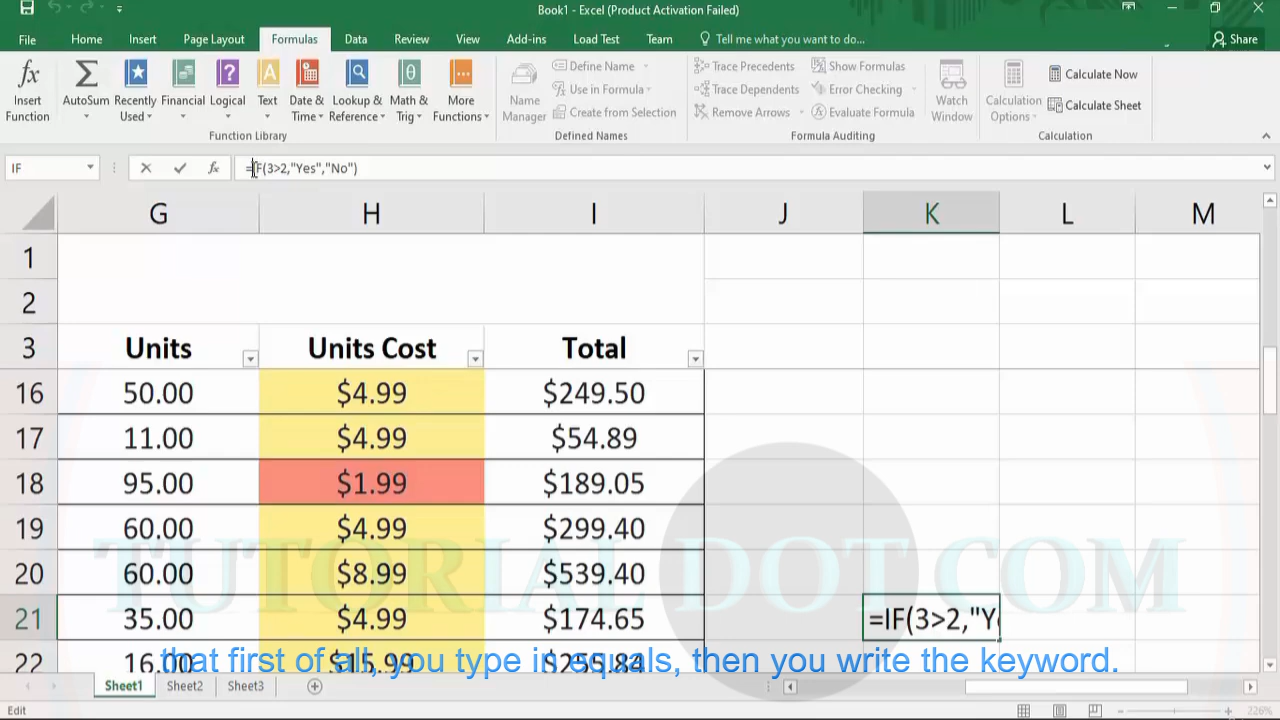 Book1 - Excel (Product Activation Failed)
File Home Insert Page Layout Formulas Data Review View Add-ins Load Test Team Tell me what you want to do... Share
Insert Function
AutoSum
Recently Used
Financial
Logical
Text
Date & Time
Lookup & Reference
Math & Trig
More Functions
Function Library
Name Manager
Define Name
Use in Formula
Create from Selection
Defined Names
Trace Precedents
Trace Dependents
Remove Arrows
Show Formulas
Error Checking
Evaluate Formula
Formula Auditing
Watch Window
Calculation Options
Calculate Now
Calculate Sheet
Calculation
IF fx =IF(3>2,"Yes","No")
G H I J K L M
1
2
3 Units Units Cost Total
16 50.00 $4.99 $249.50
17 11.00 $4.99 $54.89
18 95.00 $1.99 $189.05
19 60.00 $4.99 $299.40
20 60.00 $8.99 $539.40
21 35.00 $4.99 $174.65 =IF(3>2,"Y
22 16.00 $15.99 $255.84
TUTORIAL DOT COM
that first of all, you type in equals, then you write the keyword.
Sheet1 Sheet2 Sheet3
Edit 226%